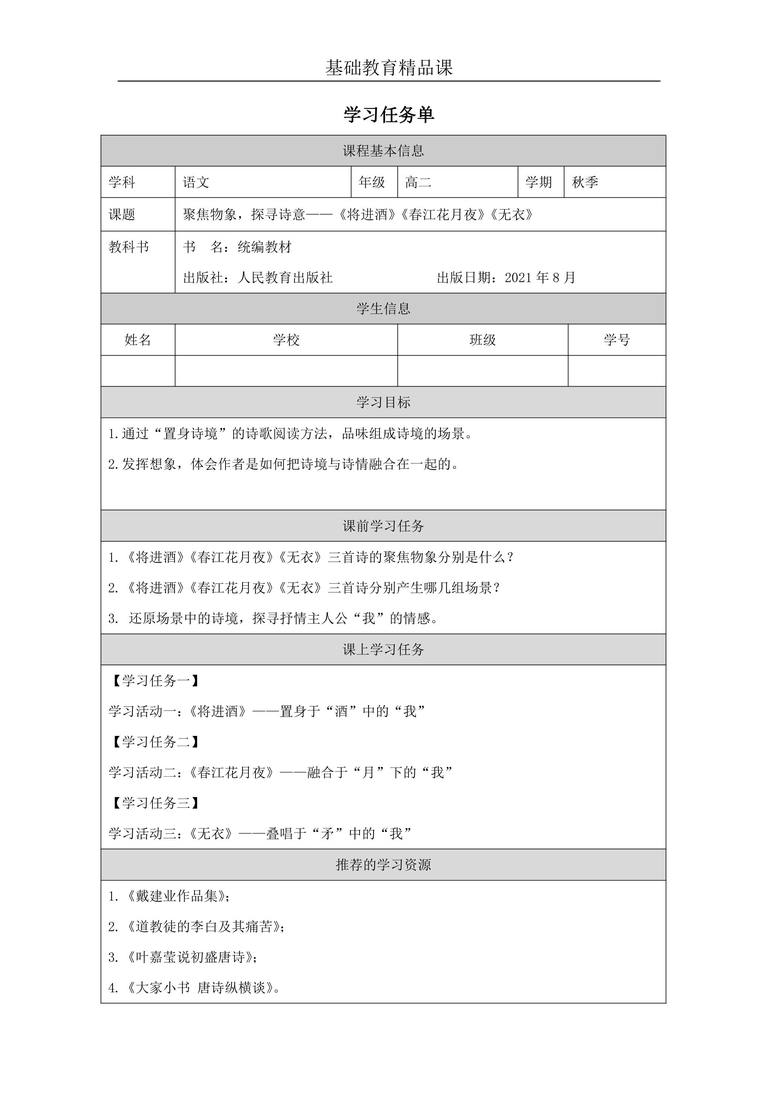 基础教育精品课
学习任务单
课程基本信息
学科 语文 年级 高二 学期 秋季
课题 聚焦物象，探寻诗意——《将进酒》《春江花月夜》《无衣》
教科书 书 名：统编教材
出版社：人民教育出版社 出版日期：2021 年 8 月
学生信息
姓名 学校 班级 学号
学习目标
1.通过“置身诗境”的诗歌阅读方法，品味组成诗境的场景。
2.发挥想象，体会作者是如何把诗境与诗情融合在一起的。
课前学习任务
1.《将进酒》《春江花月夜》《无衣》三首诗的聚焦物象分别是什么？
2.《将进酒》《春江花月夜》《无衣》三首诗分别产生哪几组场景？
3. 还原场景中的诗境，探寻抒情主人公“我”的情感。
课上学习任务
【学习任务一】
学习活动一：《将进酒》——置身于“酒”中的“我”
【学习任务二】
学习活动二：《春江花月夜》——融合于“月”下的“我”
【学习任务三】
学习活动三：《无衣》——叠唱于“矛”中的“我”
推荐的学习资源
1.《戴建业作品集》；
2.《道教徒的李白及其痛苦》；
3.《叶嘉莹说初盛唐诗》；
4.《大家小书 唐诗纵横谈》。